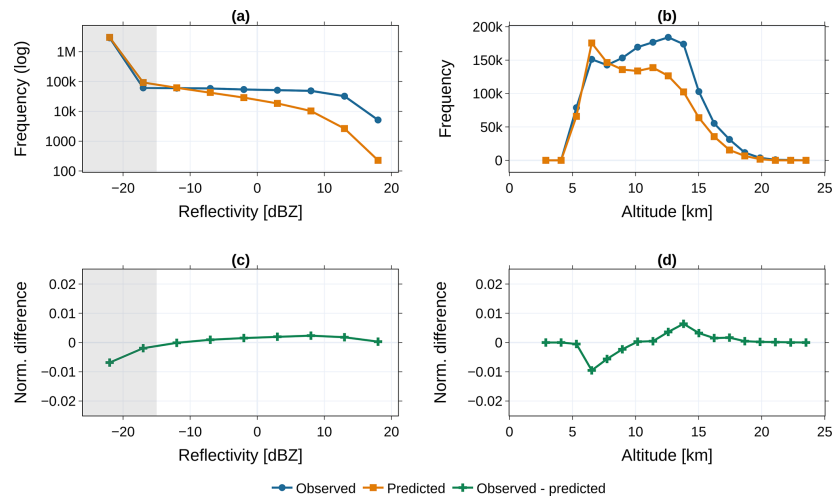 (a)
(b)
Frequency (log)
1M
100k
10k
1000
100
−20
−10
0
10
20
Reflectivity [dBZ]
Frequency
200k
150k
100k
50k
0
0
5
10
15
20
25
Altitude [km]
(c)
(d)
Norm. difference
0.02
0.01
0
−0.01
−0.02
−20
−10
0
10
20
Reflectivity [dBZ]
Norm. difference
0.02
0.01
0
−0.01
−0.02
0
5
10
15
20
25
Altitude [km]
Observed Predicted Observed - predicted